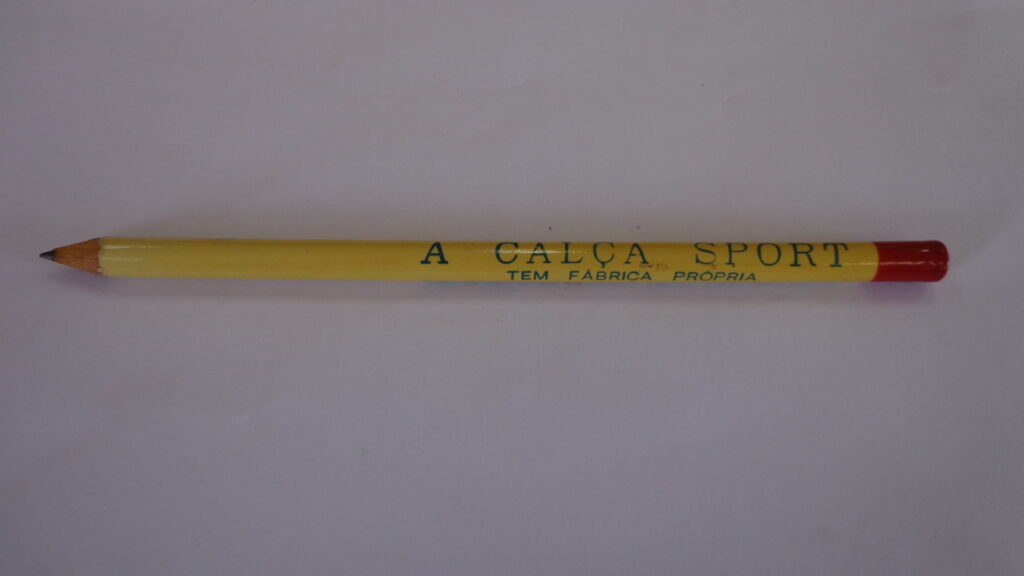 A CALÇA SPORT
TEM FÁBRICA PRÓPRIA